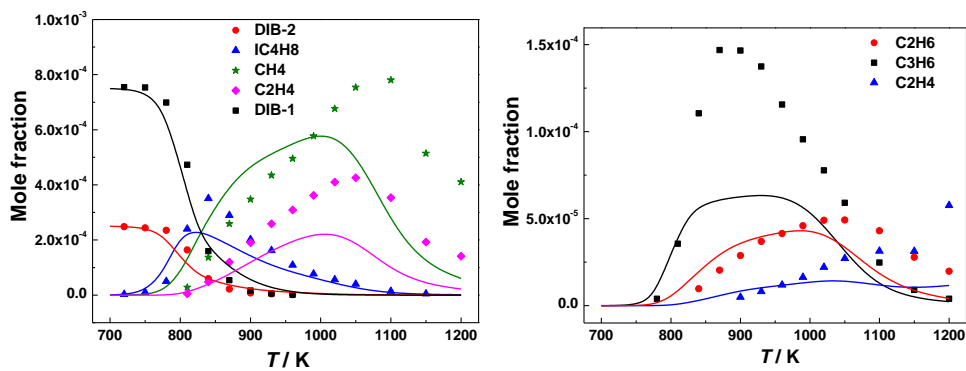 1.0x10-3
8.0x10-4
6.0x10-4
4.0x10-4
2.0x10-4
0.0
Mole fraction
DIB-2
IC4H8
CH4
C2H4
DIB-1
700 800 900 1000 1100 1200
T / K
1.5x10-4
1.0x10-4
5.0x10-5
0.0
Mole fraction
C2H6
C3H6
C2H4
700 800 900 1000 1100 1200
T / K